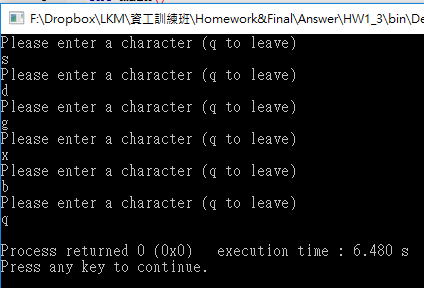 F:\Dropbox\LKM\資工訓練班\Homework&Final\Answer\HW1_3\bin\De
Please enter a character (q to leave)
s
Please enter a character (q to leave)
d
Please enter a character (q to leave)
g
Please enter a character (q to leave)
x
Please enter a character (q to leave)
b
Please enter a character (q to leave)
q
Process returned 0 (0x0)   execution time : 6.480 s
Press any key to continue.